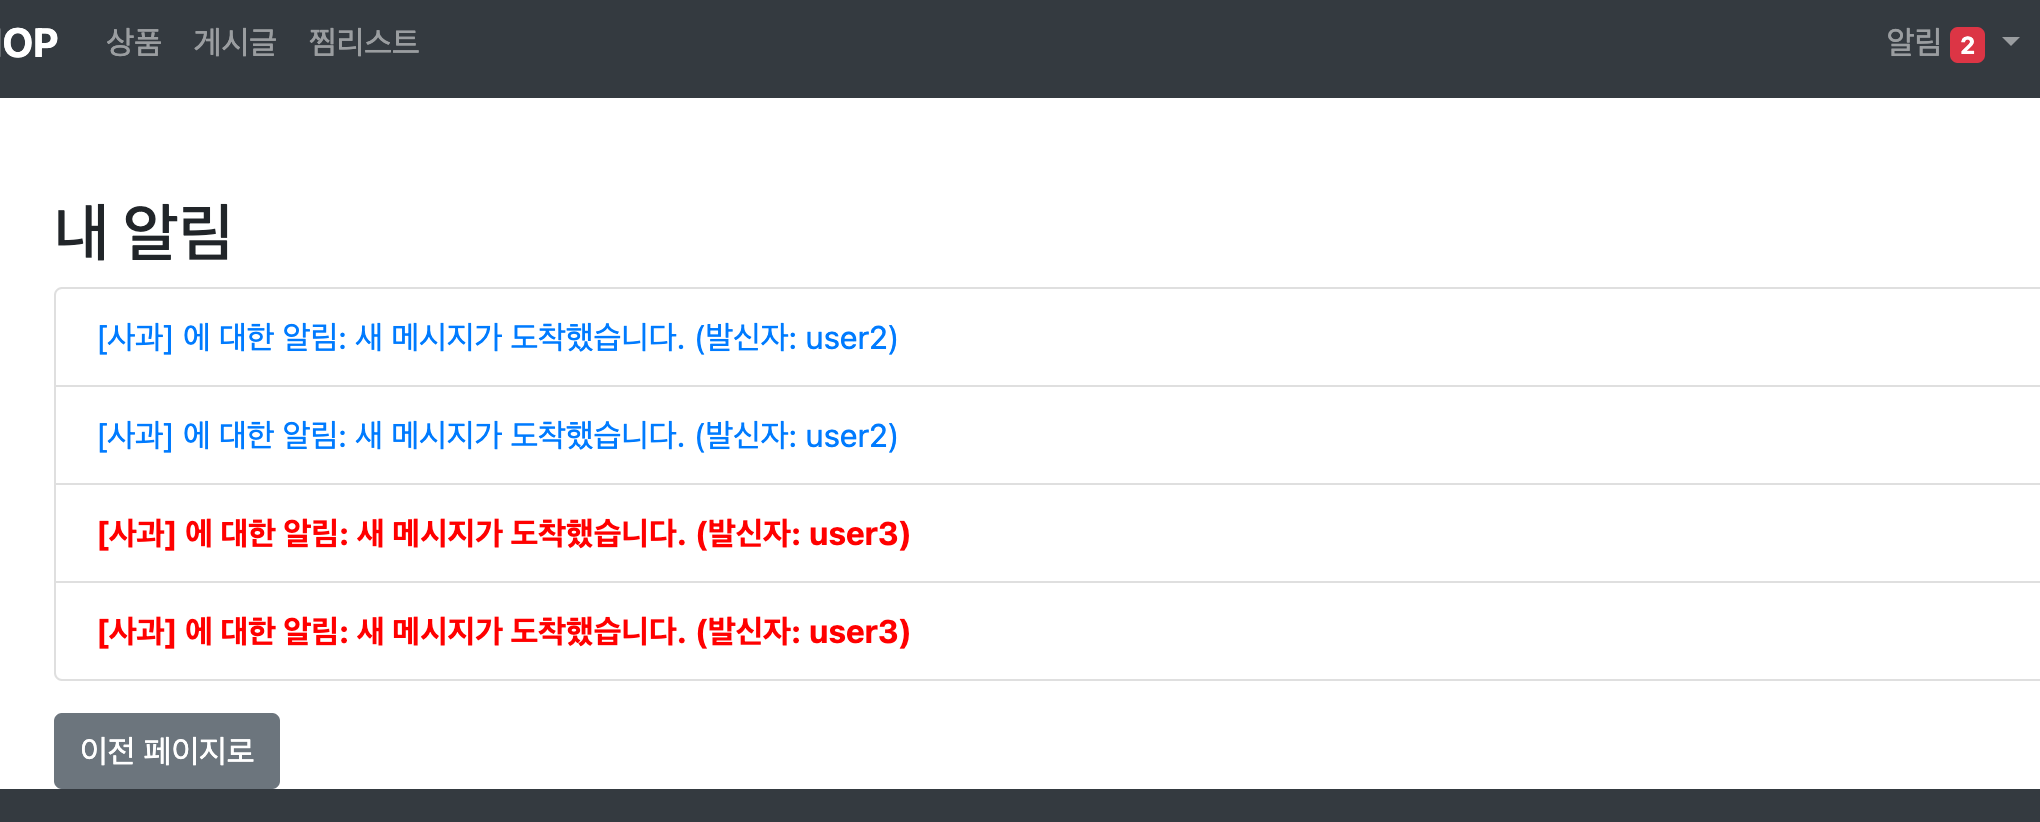 OP 상품 게시글 찜리스트 알림 2
내 알림
[사과] 에 대한 알림: 새 메시지가 도착했습니다. (발신자: user2)
[사과] 에 대한 알림: 새 메시지가 도착했습니다. (발신자: user2)
[사과] 에 대한 알림: 새 메시지가 도착했습니다. (발신자: user3)
[사과] 에 대한 알림: 새 메시지가 도착했습니다. (발신자: user3)
이전 페이지로